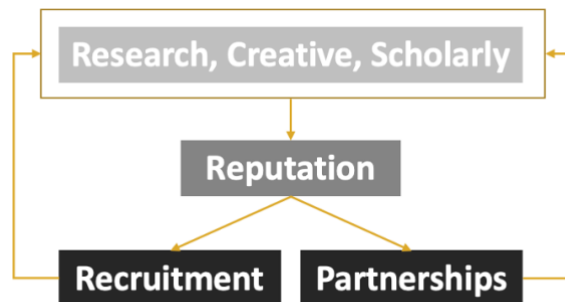 Research, Creative, Scholarly
Reputation
Recruitment
Partnerships